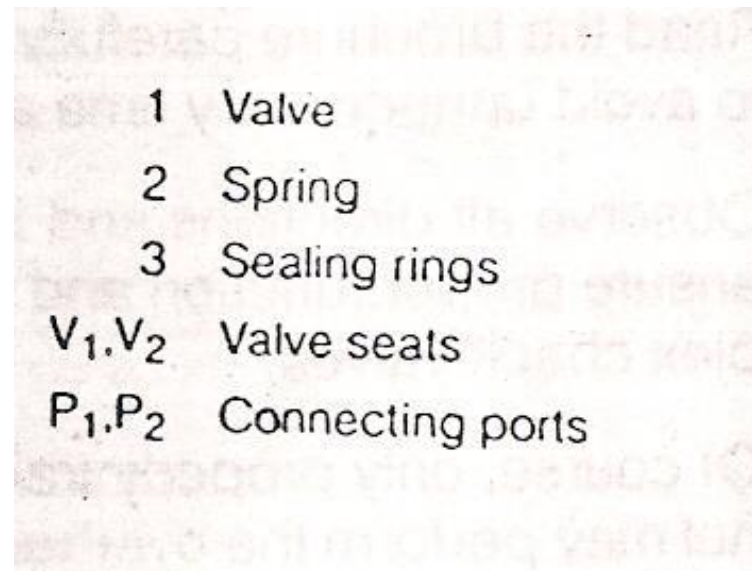 1 Valve
2 Spring
3 Sealing rings
V₁,V₂ Valve seats
P₁,P₂ Connecting ports